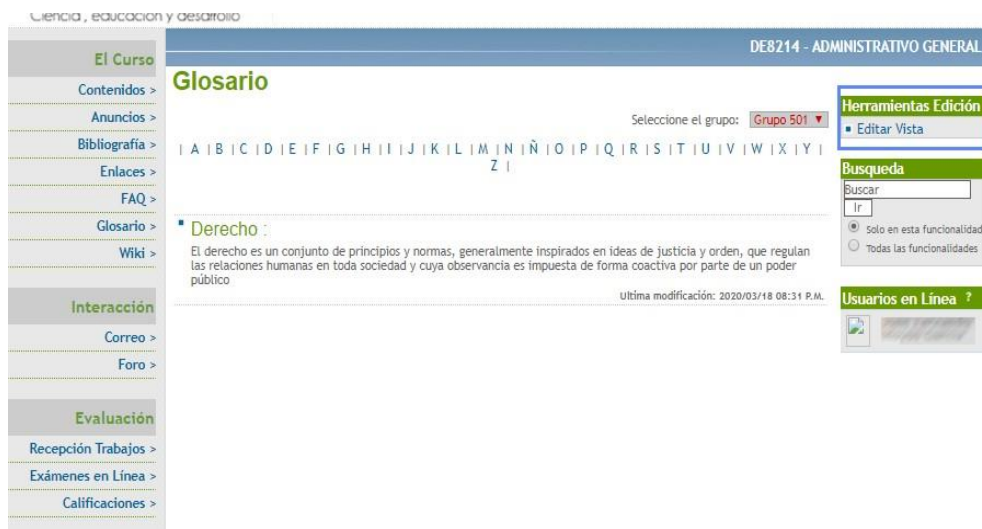 Ciencia, educación y desarrollo
DE8214 - ADMINISTRATIVO GENERAL
El Curso
Contenidos >
Anuncios >
Bibliografía >
Enlaces >
FAQ >
Glosario >
Wiki >
Interacción
Correo >
Foro >
Evaluación
Recepción Trabajos >
Exámenes en Línea >
Calificaciones >
Glosario
Seleccione el grupo: Grupo 501 ▼
| A | B | C | D | E | F | G | H | I | J | K | L | M | N | Ñ | O | P | Q | R | S | T | U | V | W | X | Y |
Z |
Derecho :
El derecho es un conjunto de principios y normas, generalmente inspirados en ideas de justicia y orden, que regulan
las relaciones humanas en toda sociedad y cuya observancia es impuesta de forma coactiva por parte de un poder
público
Ultima modificación: 2020/03/18 08:31 P.M.
Herramientas Edición
Editar Vista
Busqueda
Buscar
Ir
Solo en esta funcionalidad
Todas las funcionalidades
Usuarios en Línea ?